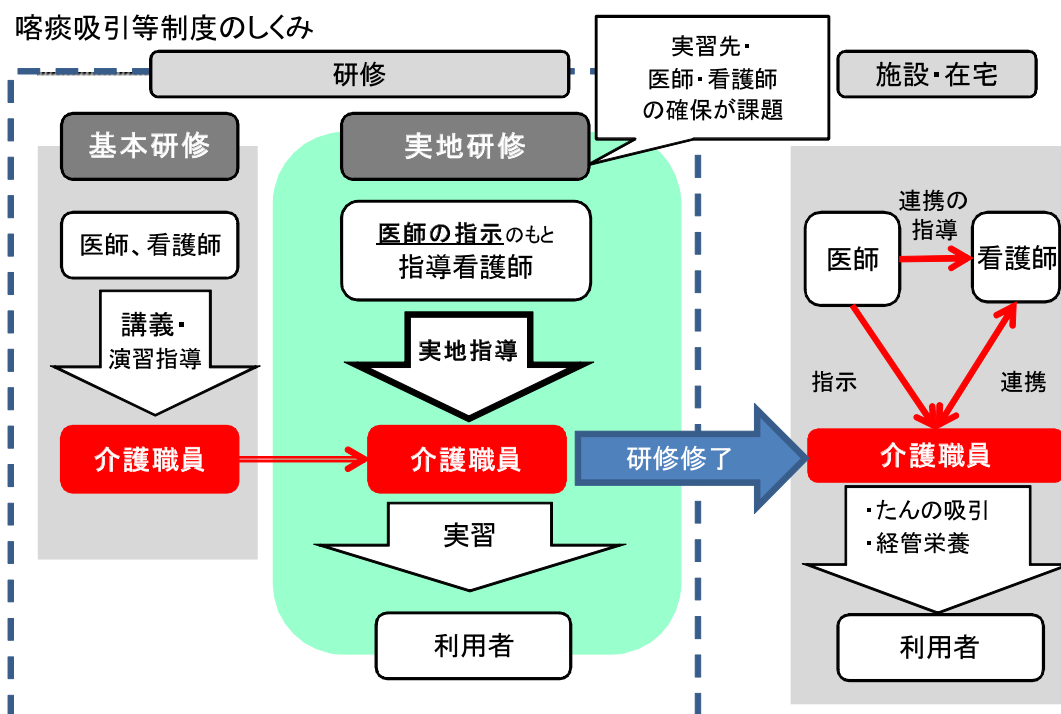 喀痰吸引等制度のしくみ
研修
実習先・
医師・看護師
の確保が課題
施設・在宅
基本研修
医師、看護師
講義・
演習指導
介護職員
実地研修
医師の指示のもと
指導看護師
実地指導
介護職員
実習
利用者
研修修了
医師
連携の
指導
看護師
指示
連携
介護職員
・たんの吸引
・経管栄養
利用者